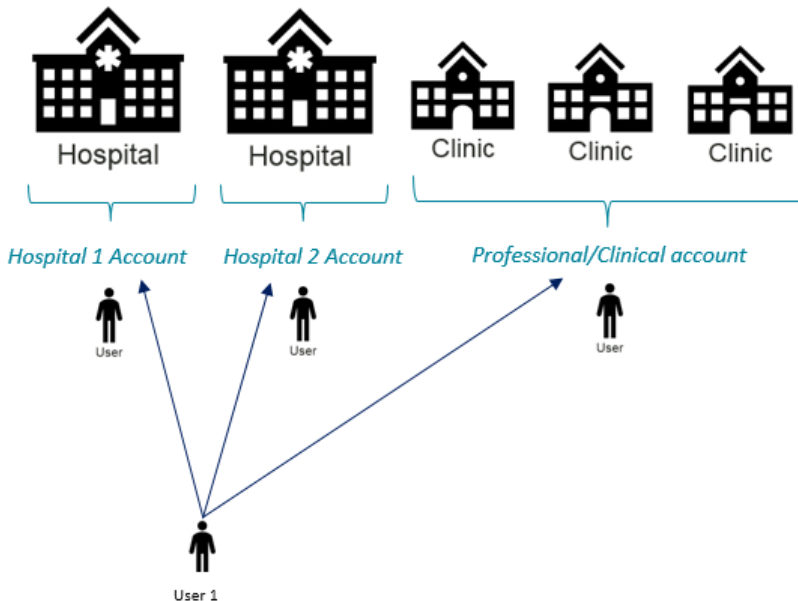 Hospital
Hospital
Clinic
Clinic
Clinic
Hospital 1 Account
Hospital 2 Account
Professional/Clinical account
User
User
User
User 1